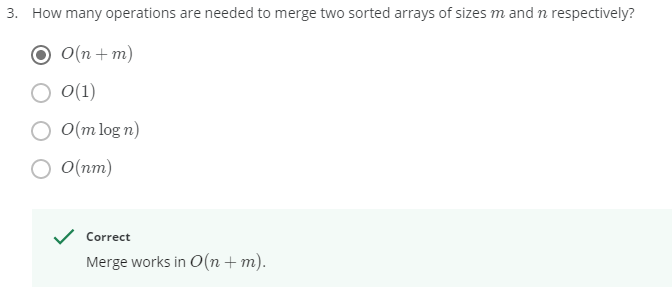 3. How many operations are needed to merge two sorted arrays of sizes m and n respectively?
O(n + m)
O(1)
O(m log n)
O(nm)
Correct
Merge works in O(n + m).